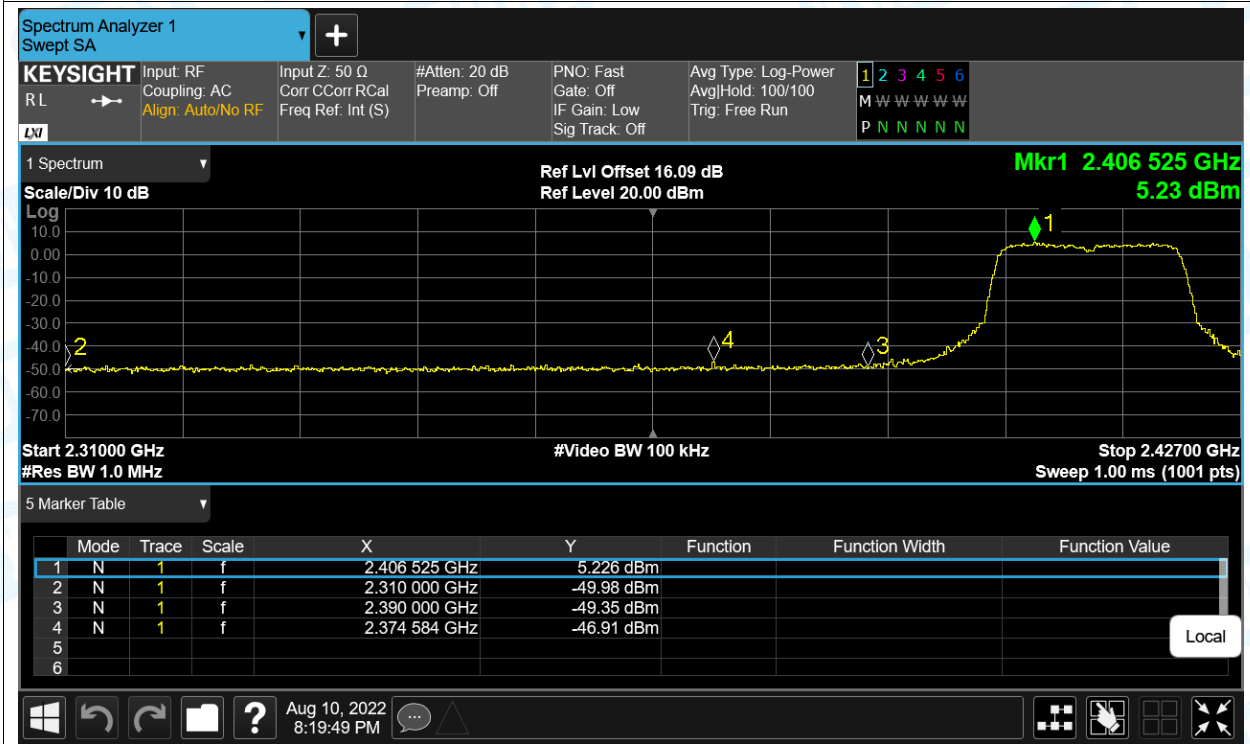 Spectrum Analyzer 1
Swept SA
+
KEYSIGHT
R L
LXI
Input: RF
Coupling: AC
Align: Auto/No RF
Input Z: 50 Ω
Corr CCorr RCal
Freq Ref: Int (S)
#Atten: 20 dB
Preamp: Off
PNO: Fast
Gate: Off
IF Gain: Low
Sig Track: Off
Avg Type: Log-Power
Avg|Hold: 100/100
Trig: Free Run
1 2 3 4 5 6
M W W W W W
P N N N N N
1 Spectrum
Scale/Div 10 dB
Ref Lvl Offset 16.09 dB
Ref Level 20.00 dBm
Mkr1 2.406 525 GHz
5.23 dBm
Log
10.0
0.00
-10.0
-20.0
-30.0
-40.0
-50.0
-60.0
-70.0
1
2
4
3
Start 2.31000 GHz
#Res BW 1.0 MHz
#Video BW 100 kHz
Stop 2.42700 GHz
Sweep 1.00 ms (1001 pts)
5 Marker Table
Mode Trace Scale X Y Function Function Width Function Value
1 N 1 f 2.406 525 GHz 5.226 dBm
2 N 1 f 2.310 000 GHz -49.98 dBm
3 N 1 f 2.390 000 GHz -49.35 dBm
4 N 1 f 2.374 584 GHz -46.91 dBm
5
6
Local
?
Aug 10, 2022
8:19:49 PM